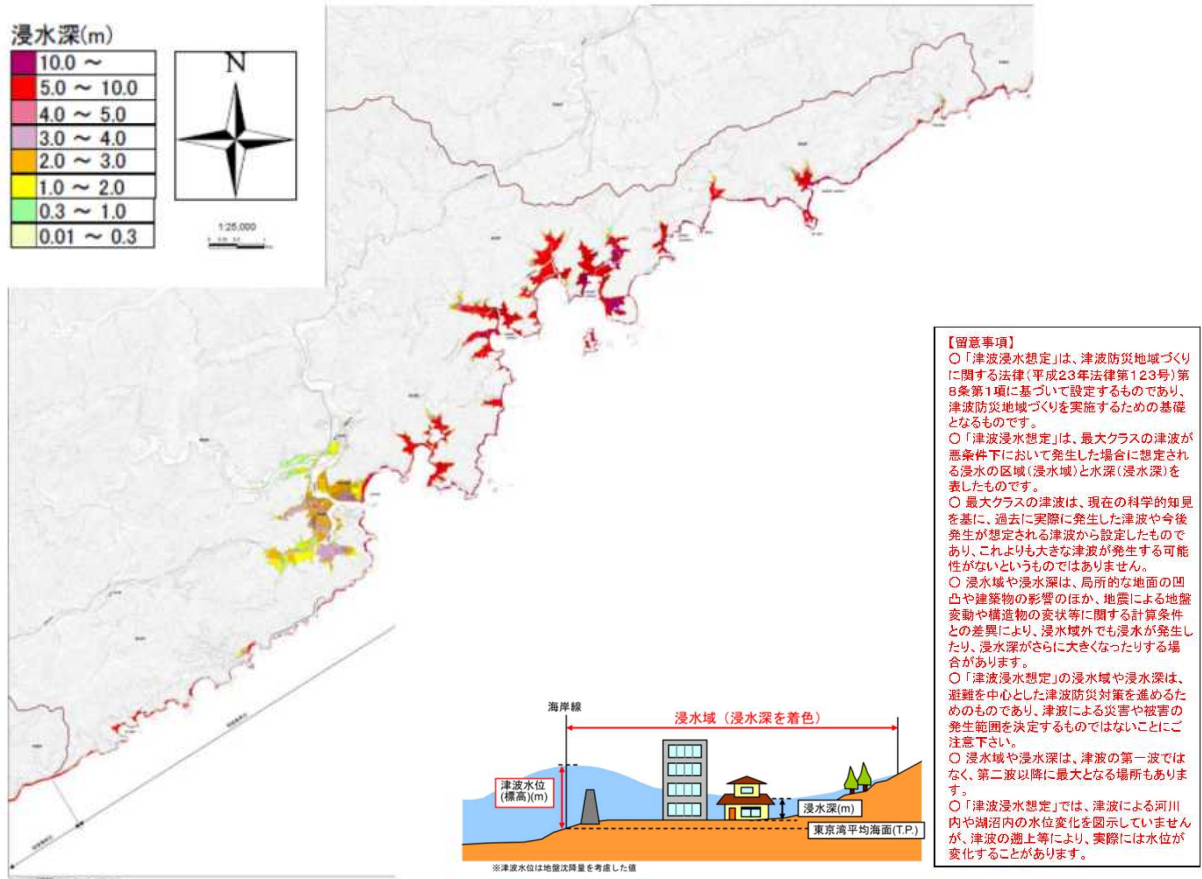 浸水深(m)
10.0 ～
5.0 ～ 10.0
4.0 ～ 5.0
3.0 ～ 4.0
2.0 ～ 3.0
1.0 ～ 2.0
0.3 ～ 1.0
0.01 ～ 0.3
N
1:25,000
【留意事項】
○「津波浸水想定」は、津波防災地域づくり
に関する法律(平成23年法律第123号)第
8条第1項に基づいて設定するものであり、
津波防災地域づくりを実施するための基礎
となるものです。
○「津波浸水想定」は、最大クラスの津波が
悪条件下において発生した場合に想定され
る浸水の区域(浸水域)と水深(浸水深)を
表したものです。
○ 最大クラスの津波は、現在の科学的知見
を基に、過去に実際に発生した津波や今後
発生が想定される津波から設定したもので
あり、これよりも大きな津波が発生する可能
性がないというものではありません。
○ 浸水域や浸水深は、局所的な地面の凹
凸や建築物の影響のほか、地震による地盤
変動や構造物の変状等に関する計算条件
との差異により、浸水域外でも浸水が発生し
たり、浸水深がさらに大きくなったりする場
合があります。
○「津波浸水想定」の浸水域や浸水深は、
避難を中心とした津波防災対策を進めるた
めのものであり、津波による災害や被害の
発生範囲を決定するものではないことにご
注意下さい。
○ 浸水域や浸水深は、津波の第一波では
なく、第二波以降に最大となる場所もありま
す。
○「津波浸水想定」では、津波による河川
内や湖沼内の水位変化を図示していません
が、津波の遡上等により、実際には水位が
変化することがあります。
海岸線
浸水域（浸水深を着色）
津波水位
(標高)(m)
浸水深(m)
東京湾平均海面(T.P.)
※津波水位は地盤沈降量を考慮した値